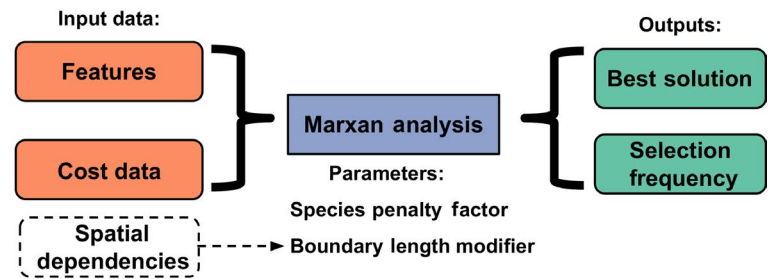 Input data:
Features
Cost data
Spatial
dependencies
Marxan analysis
Parameters:
Species penalty factor
Boundary length modifier
Outputs:
Best solution
Selection
frequency